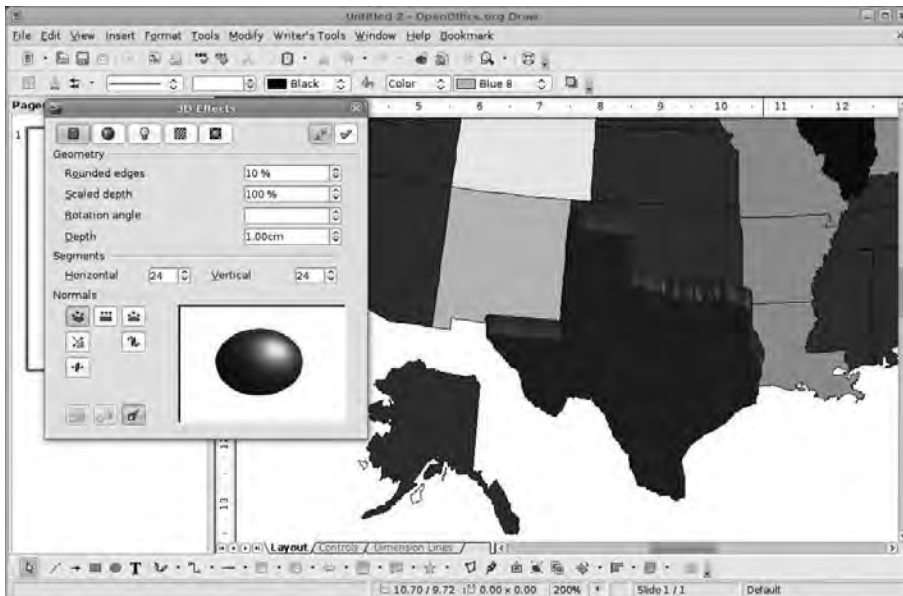 Untitled 2 - OpenOffice.org Draw
File Edit View Insert Format Tools Modify Writer's Tools Window Help Bookmark
Black Color Blue 8
Pages
3D Effects
5 6 7 8 9 10 11 12
1
Geometry
Rounded edges 10 %
Scaled depth 100 %
Rotation angle
Depth 1.00cm
Segments
Horizontal 24 Vertical 24
Normals
13
Layout Controls Dimension Lines
T
10.70 / 9.72 0.00 x 0.00 200% * Slide 1 / 1 Default